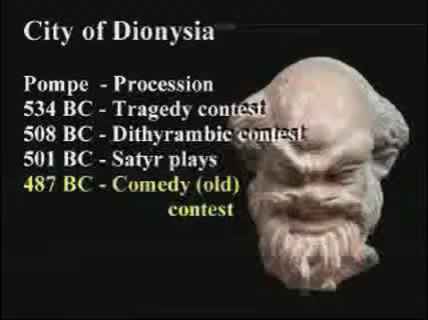 City of Dionysia
Pompe - Procession
534 BC - Tragedy contest
508 BC - Dithyrambic contest
501 BC - Satyr plays
487 BC - Comedy (old)
contest